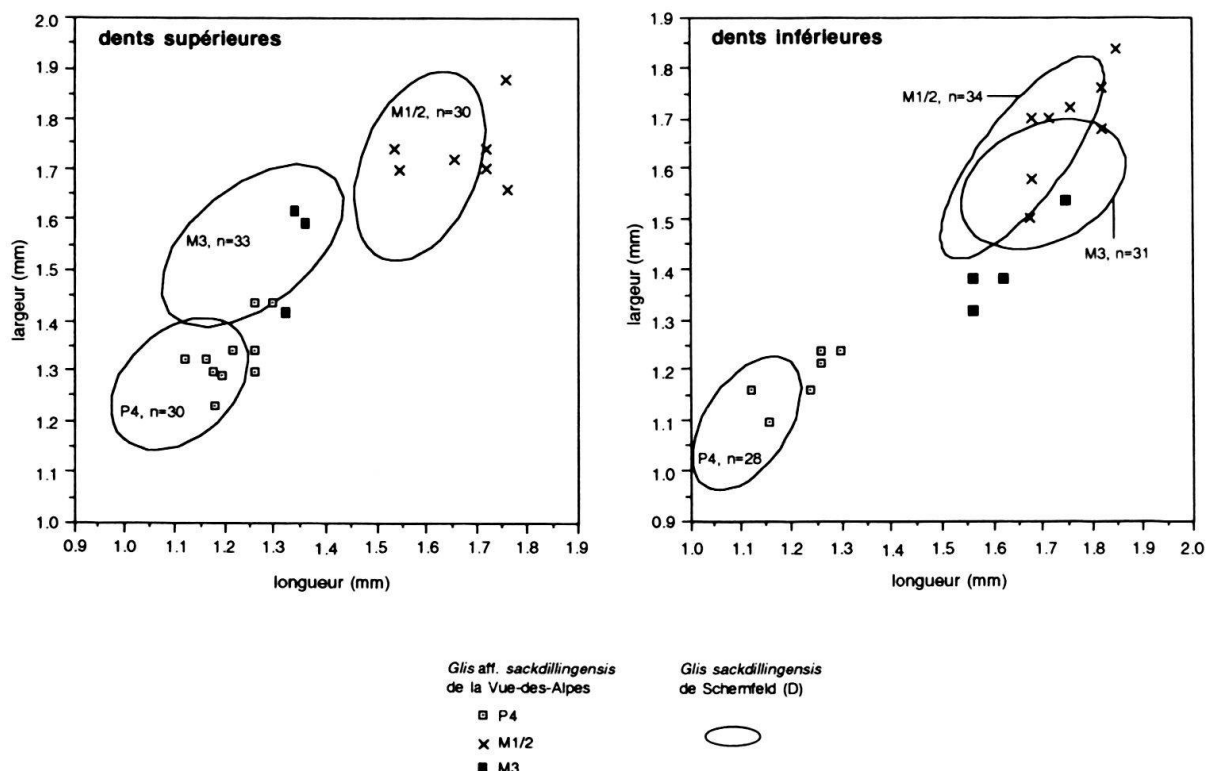 dents supérieures
2.0
1.9
1.8
1.7
1.6
1.5
1.4
1.3
1.2
1.1
1.0
largeur (mm)
M1/2, n=30
M3, n=33
P4, n=30
0.9 1.0 1.1 1.2 1.3 1.4 1.5 1.6 1.7 1.8 1.9
longueur (mm)
dents inférieures
1.9
1.8
1.7
1.6
1.5
1.4
1.3
1.2
1.1
1.0
0.9
largeur (mm)
M1/2, n=34
M3, n=31
P4, n=28
1.0 1.1 1.2 1.3 1.4 1.5 1.6 1.7 1.8 1.9 2.0
longueur (mm)
Glis aff. sackdillingensis
de la Vue-des-Alpes
P4
M1/2
M3
Glis sackdillingensis
de Schernfeld (D)